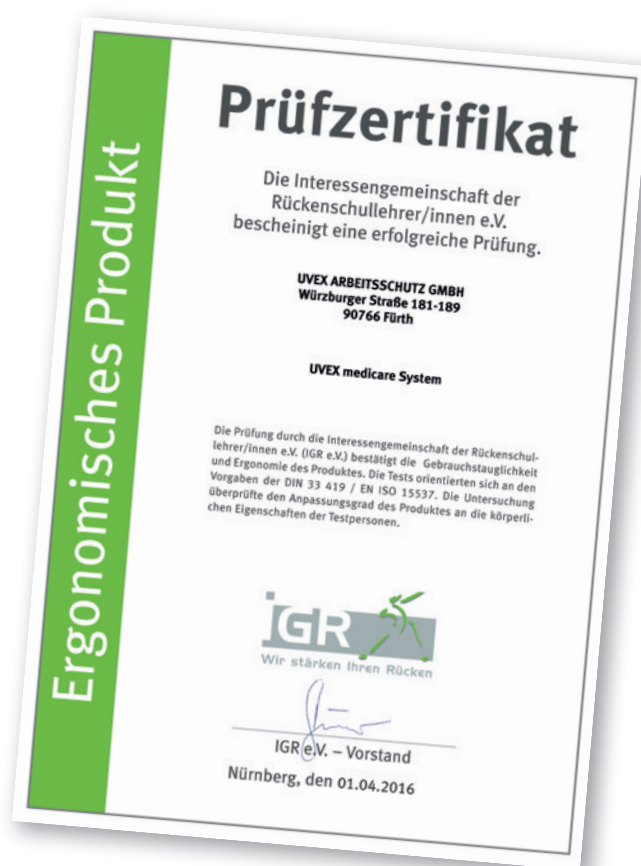 Ergonomisches Produkt
Prüfzertifikat
Die Interessengemeinschaft der
Rückenschullehrer/innen e.V.
bescheinigt eine erfolgreiche Prüfung.
UVEX ARBEITSSCHUTZ GMBH
Würzburger Straße 181-189
90766 Fürth
UVEX medicare System
Die Prüfung durch die Interessengemeinschaft der Rückenschul-
lehrer/innen e.V. (IGR e.V.) bestätigt die Gebrauchstauglichkeit
und Ergonomie des Produktes. Die Tests orientierten sich an den
Vorgaben der DIN 33 419 / EN ISO 15537. Die Untersuchung
überprüfte den Anpassungsgrad des Produktes an die körperli-
chen Eigenschaften der Testpersonen.
iGR
Wir stärken Ihren Rücken
IGR e.V. – Vorstand
Nürnberg, den 01.04.2016